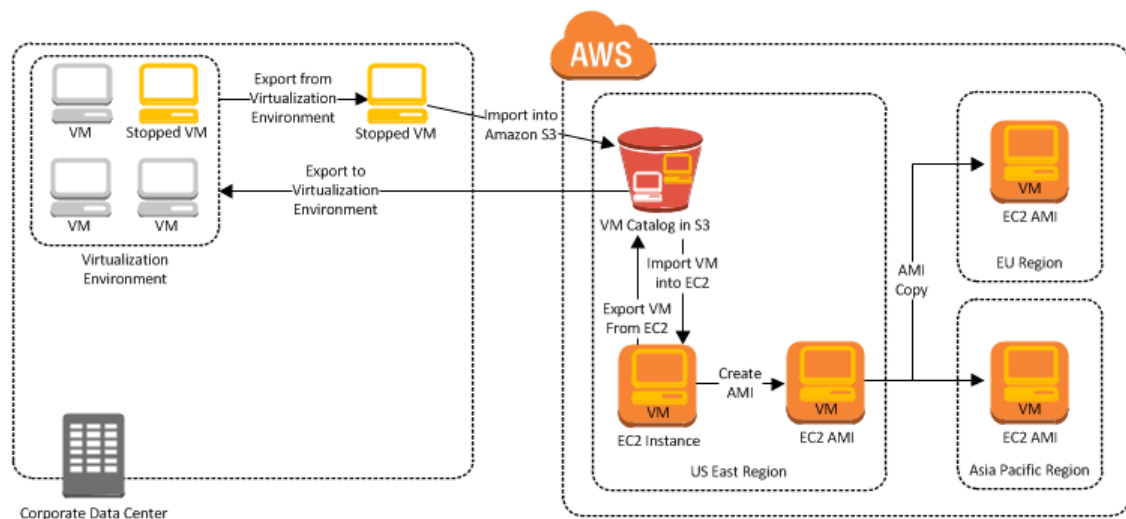 AWS
VM
Stopped VM
Export from
Virtualization
Environment
Stopped VM
Import into
Amazon S3
VM
VM
Export to
Virtualization
Environment
Virtualization
Environment
VM Catalog in S3
Import VM
into EC2
Export VM
From EC2
VM
EC2 Instance
Create
AMI
VM
EC2 AMI
US East Region
AMI
Copy
VM
EC2 AMI
EU Region
VM
EC2 AMI
Asia Pacific Region
Corporate Data Center